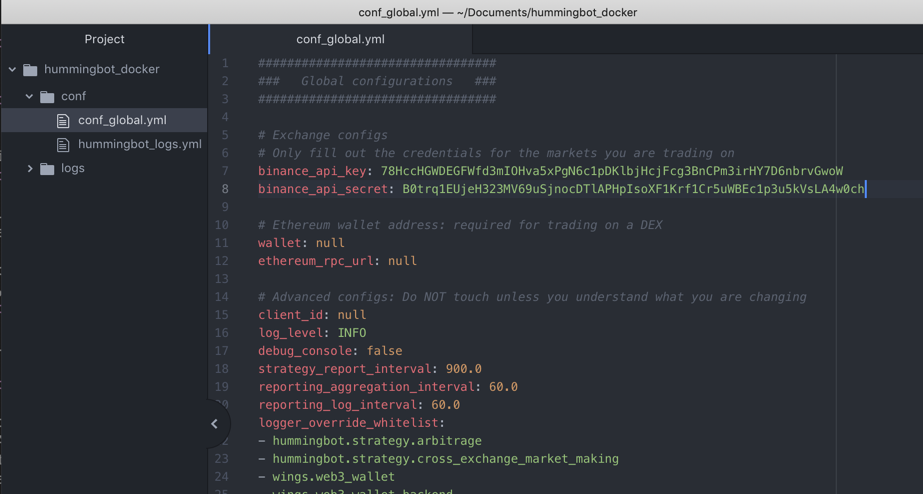 conf_global.yml — ~/Documents/hummingbot_docker
Project
hummingbot_docker
conf
conf_global.yml
hummingbot_logs.yml
logs
conf_global.yml
1 #################################
2 ### Global configurations ###
3 #################################
4
5 # Exchange configs
6 # Only fill out the credentials for the markets you are trading on
7 binance_api_key: 78HccHGWDEGFWfd3mIOHva5xPgN6c1pDKlbjHcjFcg3BnCPm3irHY7D6nbrvGwoW
8 binance_api_secret: B0trq1EUjeH323MV69uSjnocDTlAPHpIsoXF1Krf1Cr5uWBEc1p3u5kVsLA4w0ch
9
10 # Ethereum wallet address: required for trading on a DEX
11 wallet: null
12 ethereum_rpc_url: null
13
14 # Advanced configs: Do NOT touch unless you understand what you are changing
15 client_id: null
16 log_level: INFO
17 debug_console: false
18 strategy_report_interval: 900.0
19 reporting_aggregation_interval: 60.0
reporting_log_interval: 60.0
logger_override_whitelist:
- hummingbot.strategy.arbitrage
23 - hummingbot.strategy.cross_exchange_market_making
24 - wings.web3_wallet